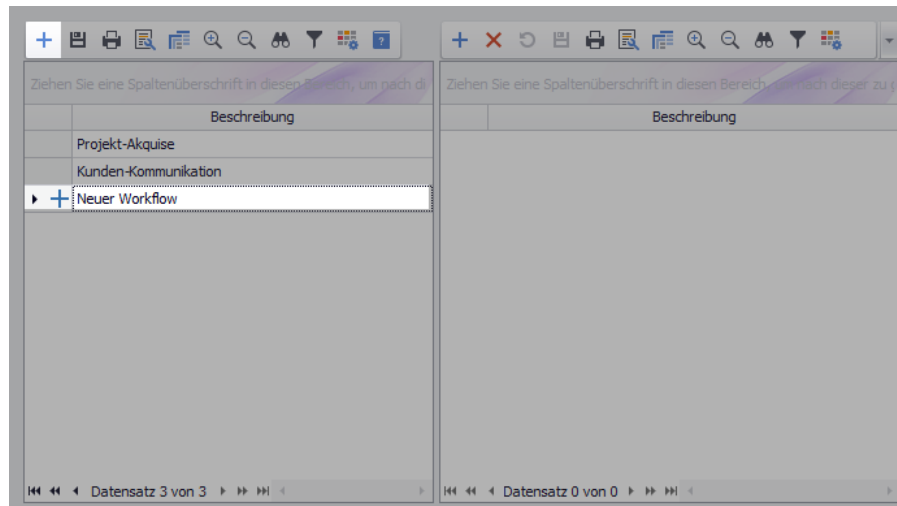 Ziehen Sie eine Spaltenüberschrift in diesen Bereich, um nach di
Beschreibung
Projekt-Akquise
Kunden-Kommunikation
Neuer Workflow
Datensatz 3 von 3
Ziehen Sie eine Spaltenüberschrift in diesen Bereich, um nach dieser zu g
Beschreibung
Datensatz 0 von 0